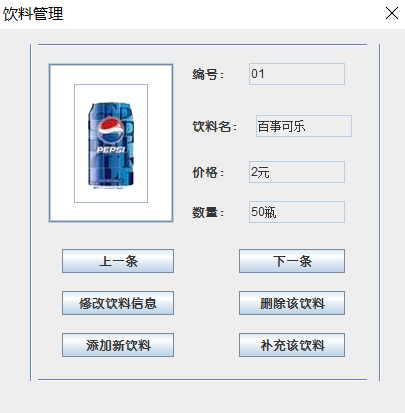 饮料管理
编号： 01
PEPSI
饮料名： 百事可乐
价格： 2元
数量： 50瓶
上一条 下一条
修改饮料信息 删除该饮料
添加新饮料 补充该饮料